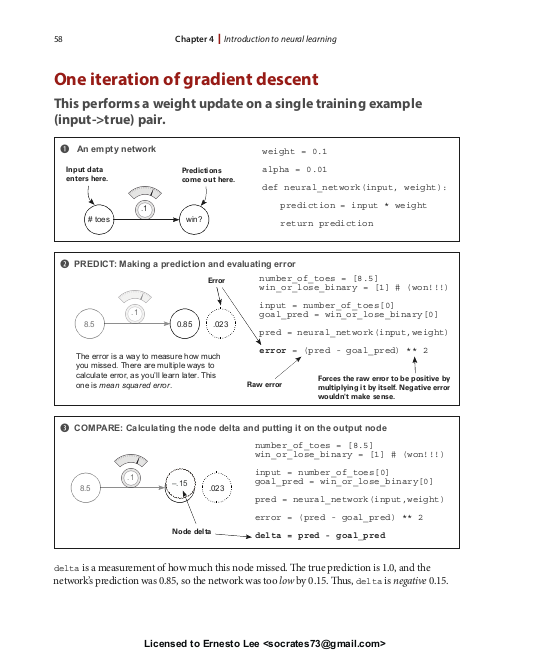 58
Chapter 4 | Introduction to neural learning
One iteration of gradient descent
This performs a weight update on a single training example
(input->true) pair.
1 An empty network
Input data
enters here.
Predictions
come out here.
.1
# toes
win?
weight = 0.1
alpha = 0.01
def neural_network(input, weight):
prediction = input * weight
return prediction
2 PREDICT: Making a prediction and evaluating error
Error
.1
8.5
0.85
.023
The error is a way to measure how much
you missed. There are multiple ways to
calculate error, as you'll learn later. This
one is mean squared error.
number_of_toes = [8.5]
win_or_lose_binary = [1] # (won!!!)
input = number_of_toes[0]
goal_pred = win_or_lose_binary[0]
pred = neural_network(input,weight)
error = (pred - goal_pred) ** 2
Raw error
Forces the raw error to be positive by
multiplying it by itself. Negative error
wouldn't make sense.
3 COMPARE: Calculating the node delta and putting it on the output node
.1
8.5
–.15
.023
Node delta
number_of_toes = [8.5]
win_or_lose_binary = [1] # (won!!!)
input = number_of_toes[0]
goal_pred = win_or_lose_binary[0]
pred = neural_network(input,weight)
error = (pred - goal_pred) ** 2
delta = pred - goal_pred
delta is a measurement of how much this node missed. The true prediction is 1.0, and the
network's prediction was 0.85, so the network was too low by 0.15. Thus, delta is negative 0.15.
Licensed to Ernesto Lee <socrates73@gmail.com>